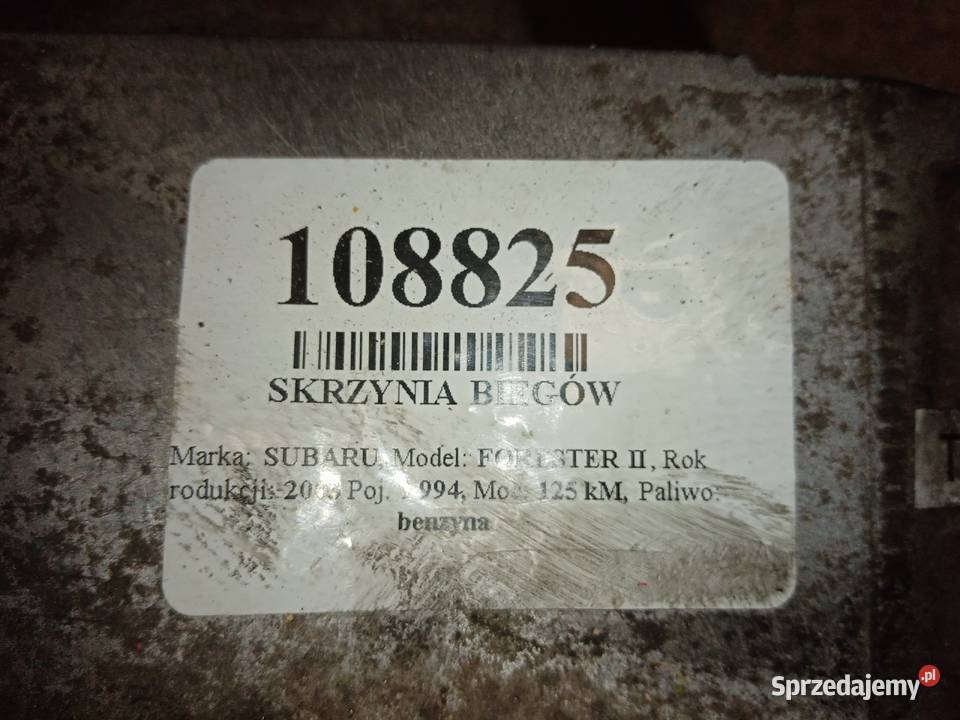 108825
SKRZYNIA BIEGÓW
Marka: SUBARU, Model: FORESTER II, Rok
rodukcji: Poj. 1.994, Moc: 125 kM, Paliwo:
benzyna
Sprzedajemy.pl